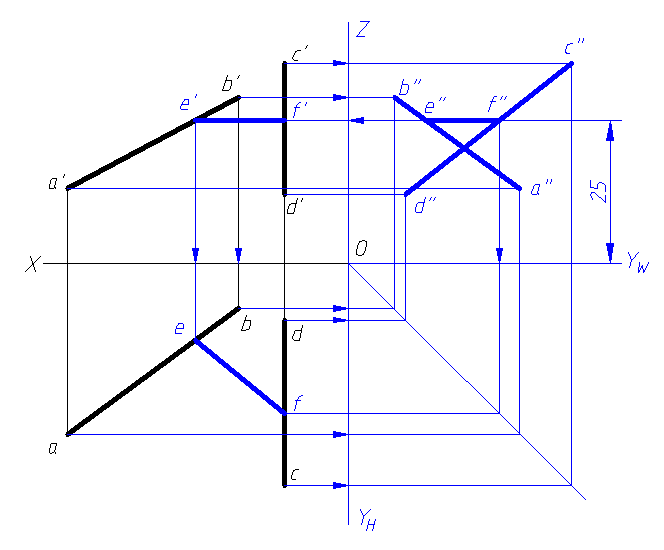 Z
c' c"
b' b"
e' f' e" f"
a' a"
d' d"
25
X O Y_W
e b d
f
a c
Y_H